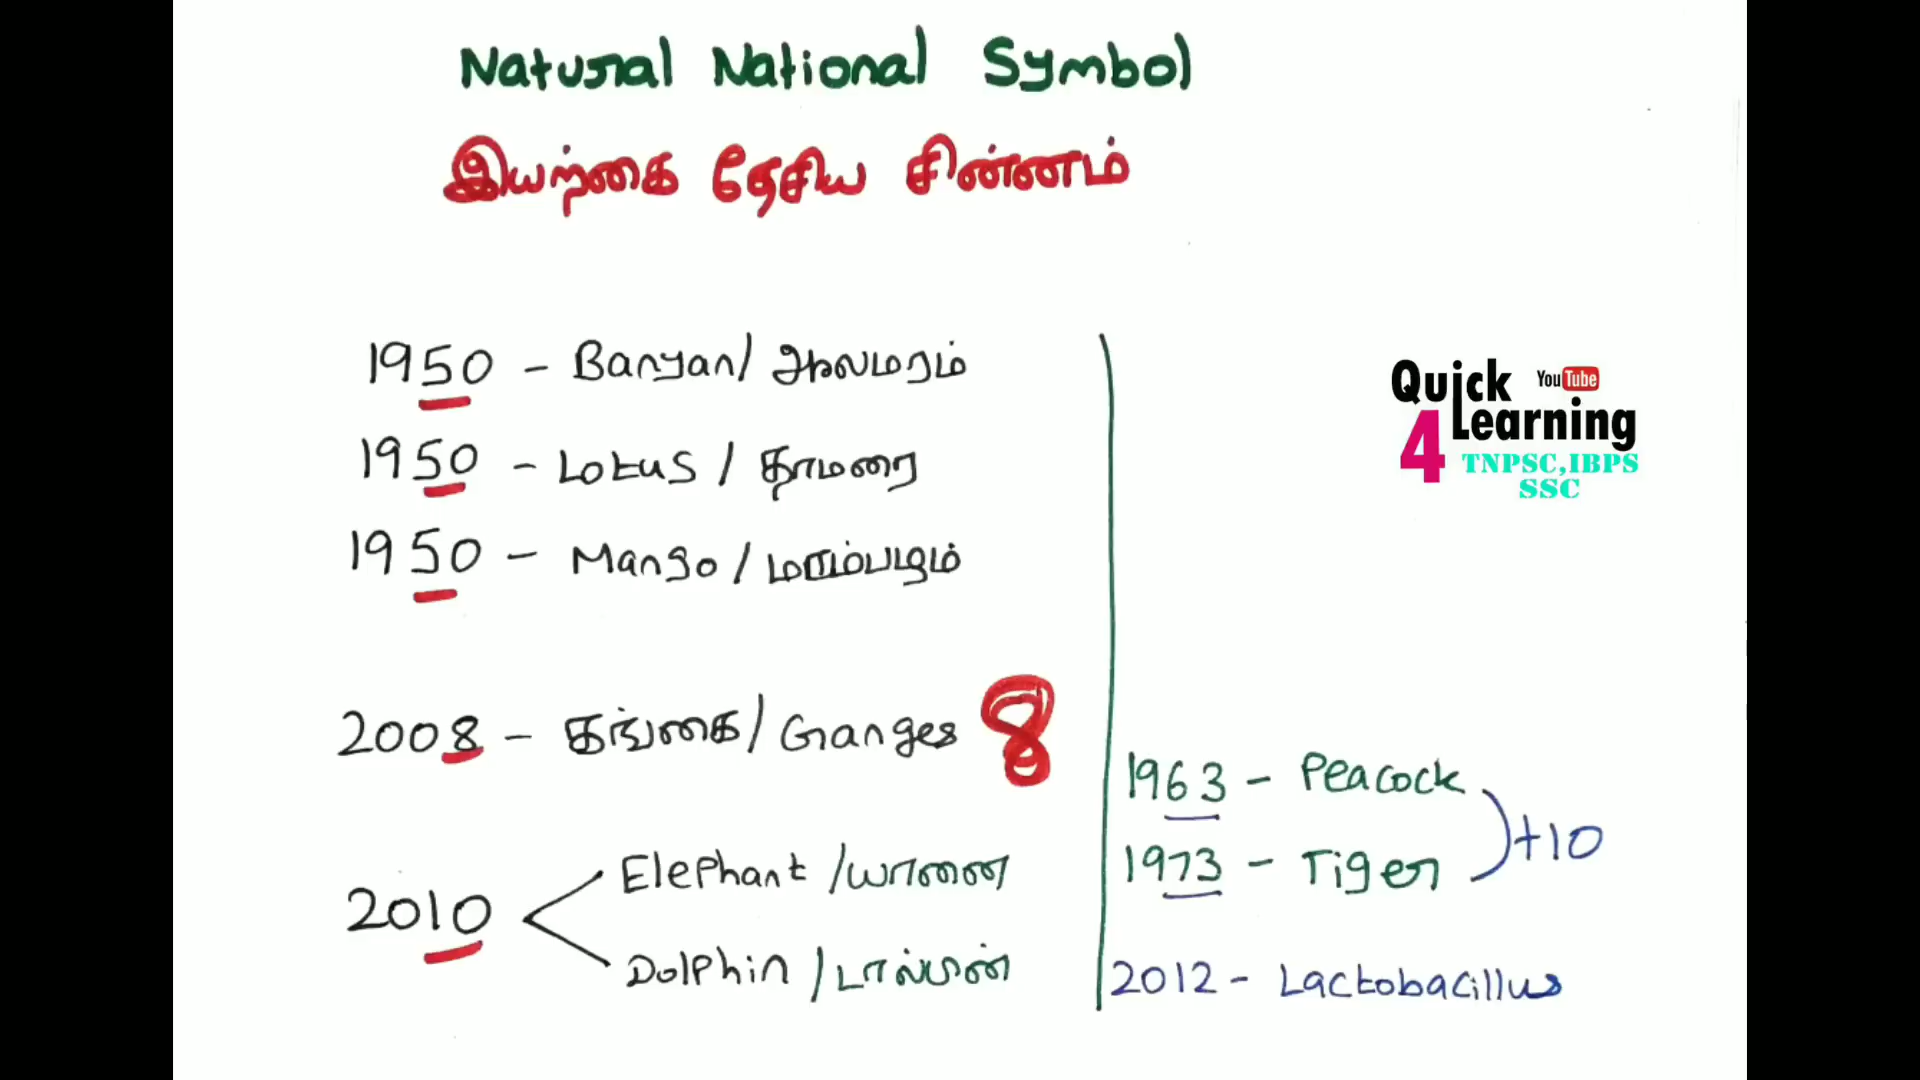 Natural National Symbol
இயற்கை தேசிய சின்னம்
1950 - Banyan / ஆலமரம்
1950 - Lotus / தாமரை
1950 - Mango / மாம்பழம்
2008 - கங்கை / Ganges 8
2010
Elephant / யானை
Dolphin / டால்பின்
Quick YouTube
4 Learning
TNPSC,IBPS
SSC
1963 - Peacock
1973 - Tiger
+10
2012 - Lactobacillus